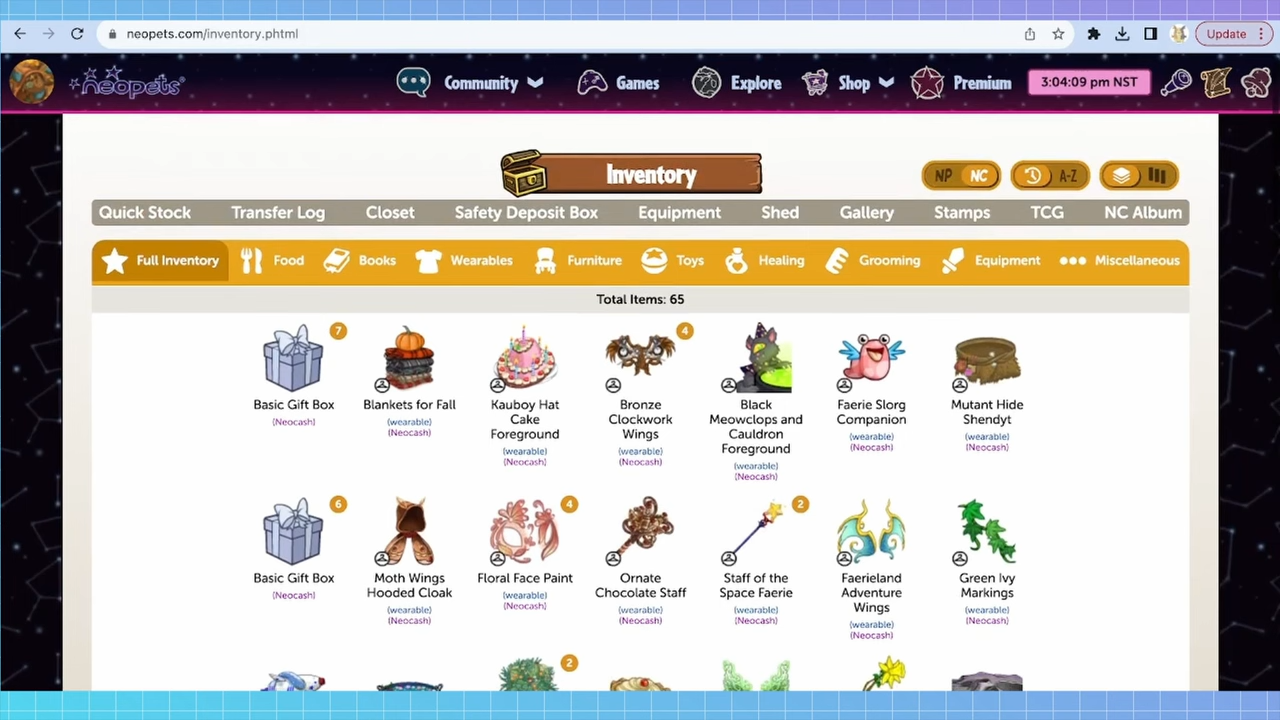 neopets.com/inventory.phtml
Update
neopets
Community
Games
Explore
Shop
Premium
3:04:09 pm NST
Inventory
NP NC
A-Z
Quick Stock Transfer Log Closet Safety Deposit Box Equipment Shed Gallery Stamps TCG NC Album
Full Inventory Food Books Wearables Furniture Toys Healing Grooming Equipment Miscellaneous
Total Items: 65
7
Basic Gift Box
(Neocash)
Blankets for Fall
(wearable)
(Neocash)
Kauboy Hat
Cake
Foreground
(wearable)
(Neocash)
4
Bronze
Clockwork
Wings
(wearable)
(Neocash)
Black
Meowclops and
Cauldron
Foreground
(wearable)
(Neocash)
Faerie Slorg
Companion
(wearable)
(Neocash)
Mutant Hide
Shendyt
(wearable)
(Neocash)
6
Basic Gift Box
(Neocash)
Moth Wings
Hooded Cloak
(wearable)
(Neocash)
4
Floral Face Paint
(wearable)
(Neocash)
Ornate
Chocolate Staff
(wearable)
(Neocash)
2
Staff of the
Space Faerie
(wearable)
(Neocash)
Faerieland
Adventure
Wings
(wearable)
(Neocash)
Green Ivy
Markings
(wearable)
(Neocash)
2